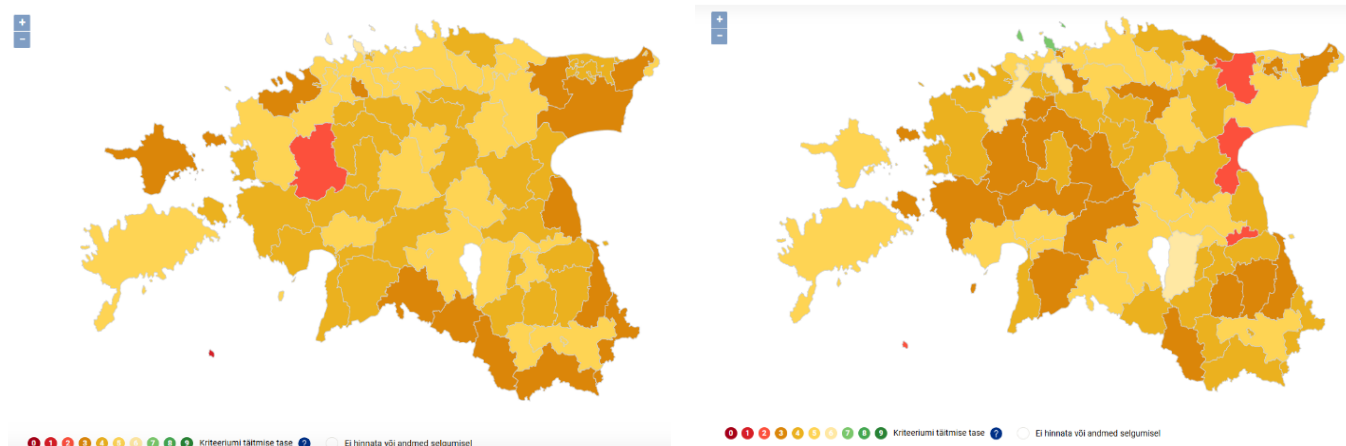 +
−
0 1 2 3 4 5 6 7 8 9 Kriteeriumi täitmise tase ? Ei hinnata või andmed selgumisel
+
−
0 1 2 3 4 5 6 7 8 9 Kriteeriumi täitmise tase ? Ei hinnata või andmed selgumisel